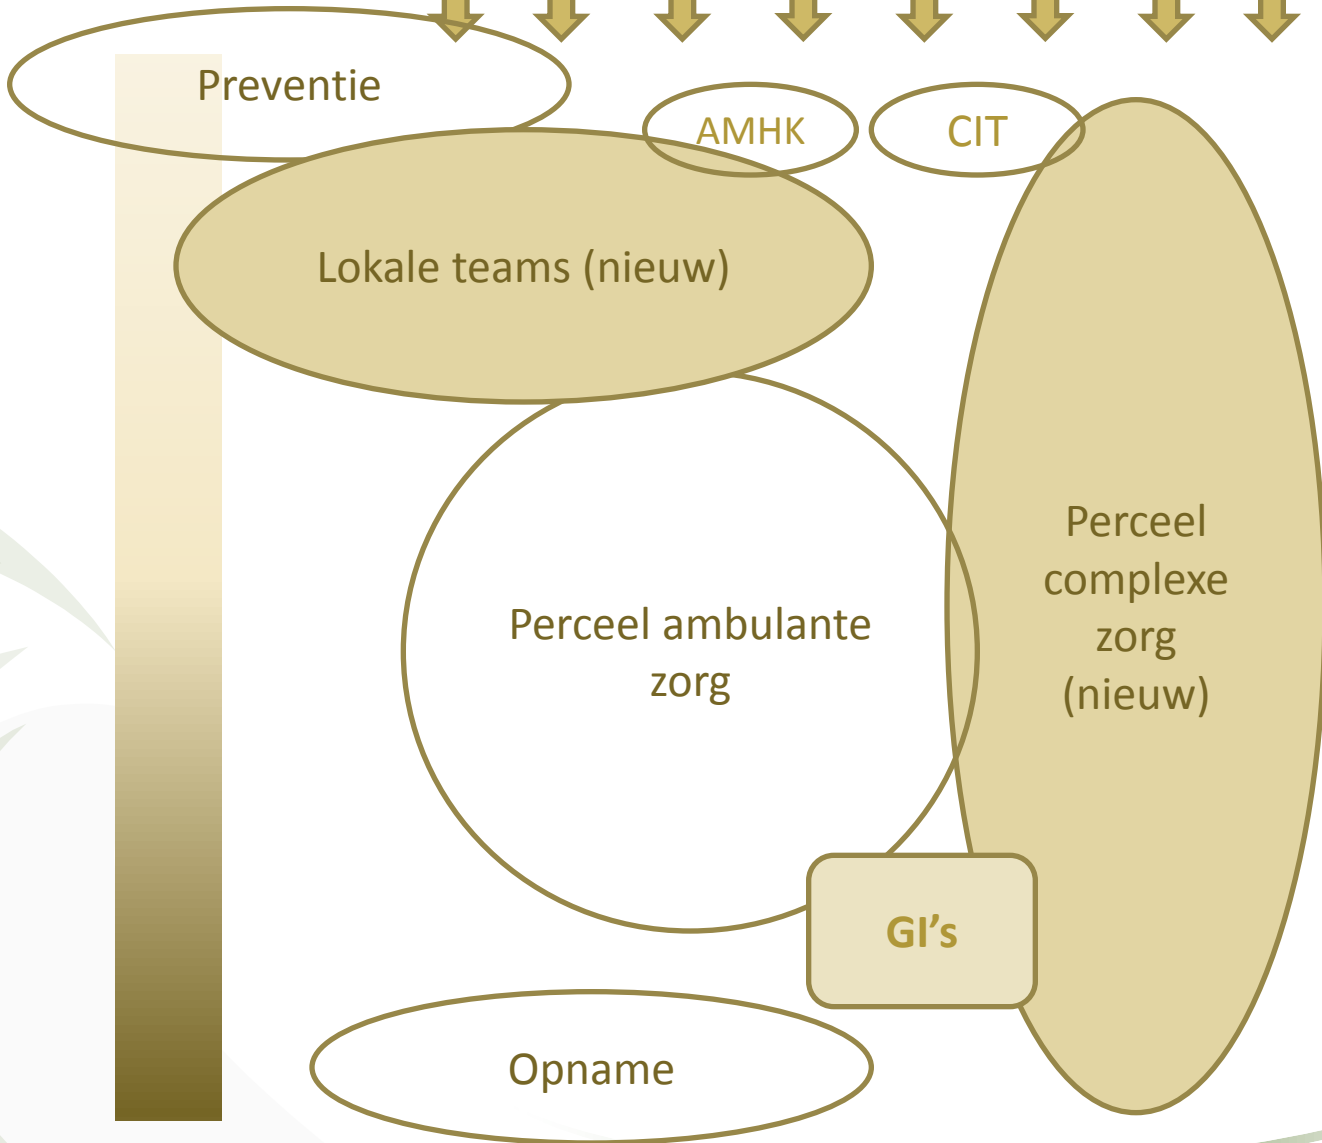 Preventie
AMHK
CIT
Lokale teams (nieuw)
Perceel
complexe
zorg
(nieuw)
Perceel ambulante
zorg
GI’s
Opname